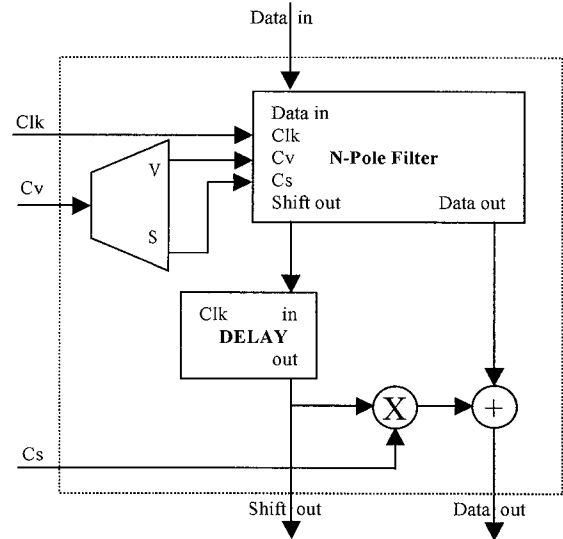 Data in
Clk
Cv
V
S
Data in
Clk
Cv
N-Pole Filter
Cs
Shift out
Data out
Clk
in
DELAY
out
X
+
Cs
Shift out
Data out